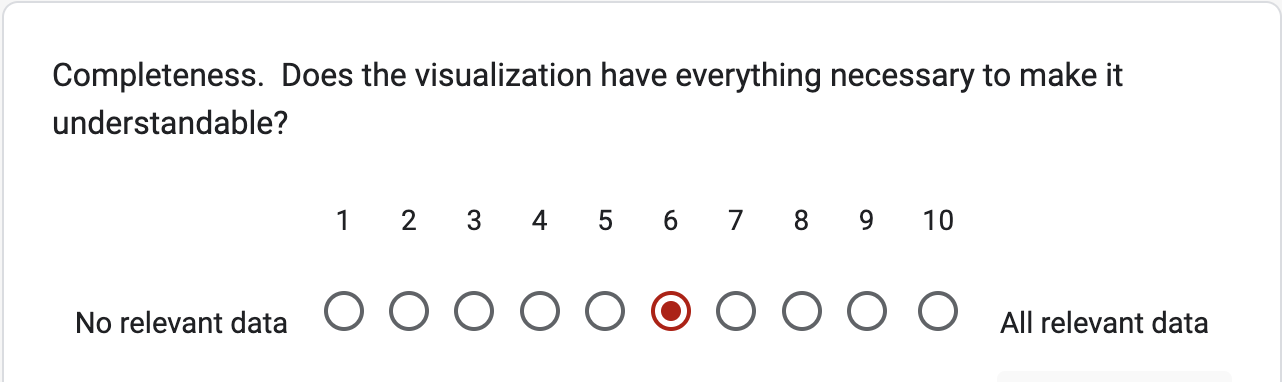 Completeness.  Does the visualization have everything necessary to make it
understandable?
1 2 3 4 5 6 7 8 9 10
No relevant data All relevant data